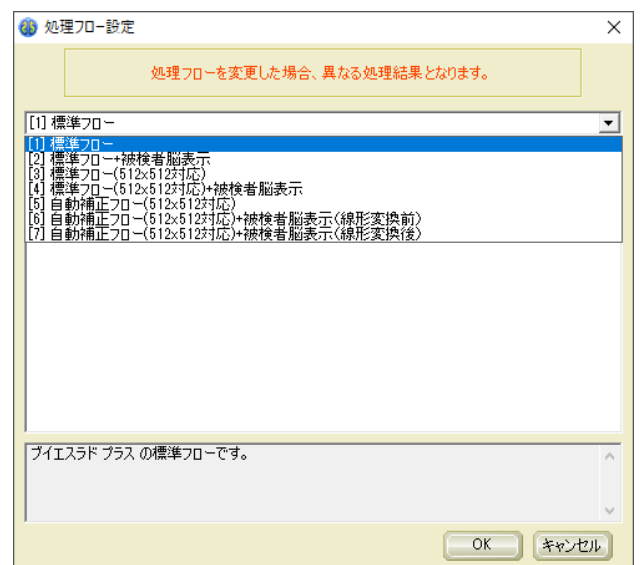 処理フロー設定
処理フローを変更した場合、異なる処理結果となります。
[1] 標準フロー
[1] 標準フロー
[2] 標準フロー+被検者脳表示
[3] 標準フロー(512x512対応)
[4] 標準フロー(512x512対応)+被検者脳表示
[5] 自動補正フロー(512x512対応)
[6] 自動補正フロー(512x512対応)+被検者脳表示(線形変換前)
[7] 自動補正フロー(512x512対応)+被検者脳表示(線形変換後)
ブイエスラド プラス の標準フローです。
OK キャンセル